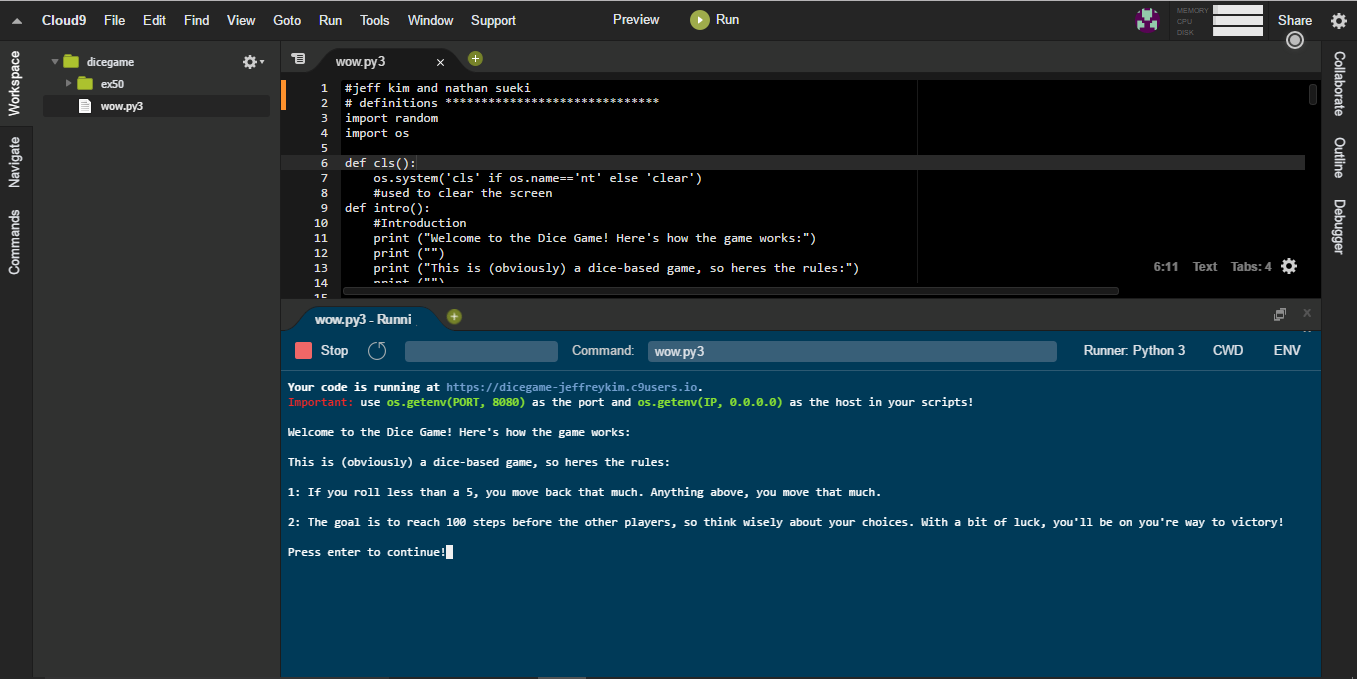 Cloud9 File Edit Find View Goto Run Tools Window Support Preview Run MEMORY CPU DISK Share
Workspace
Navigate
Commands
dicegame
ex50
wow.py3
wow.py3
1 #jeff kim and nathan sueki
2 # definitions ******************************
3 import random
4 import os
5
6 def cls():
7     os.system('cls' if os.name=='nt' else 'clear')
8     #used to clear the screen
9 def intro():
10     #Introduction
11     print ("Welcome to the Dice Game! Here's how the game works:")
12     print ("")
13     print ("This is (obviously) a dice-based game, so heres the rules:")
14     print ("")
15
6:11 Text Tabs: 4
Collaborate
Outline
Debugger
wow.py3 - Runni
Stop Command: wow.py3 Runner: Python 3 CWD ENV
Your code is running at https://dicegame-jeffreykim.c9users.io.
Important: use os.getenv(PORT, 8080) as the port and os.getenv(IP, 0.0.0.0) as the host in your scripts!
Welcome to the Dice Game! Here's how the game works:
This is (obviously) a dice-based game, so heres the rules:
1: If you roll less than a 5, you move back that much. Anything above, you move that much.
2: The goal is to reach 100 steps before the other players, so think wisely about your choices. With a bit of luck, you'll be on you're way to victory!
Press enter to continue!